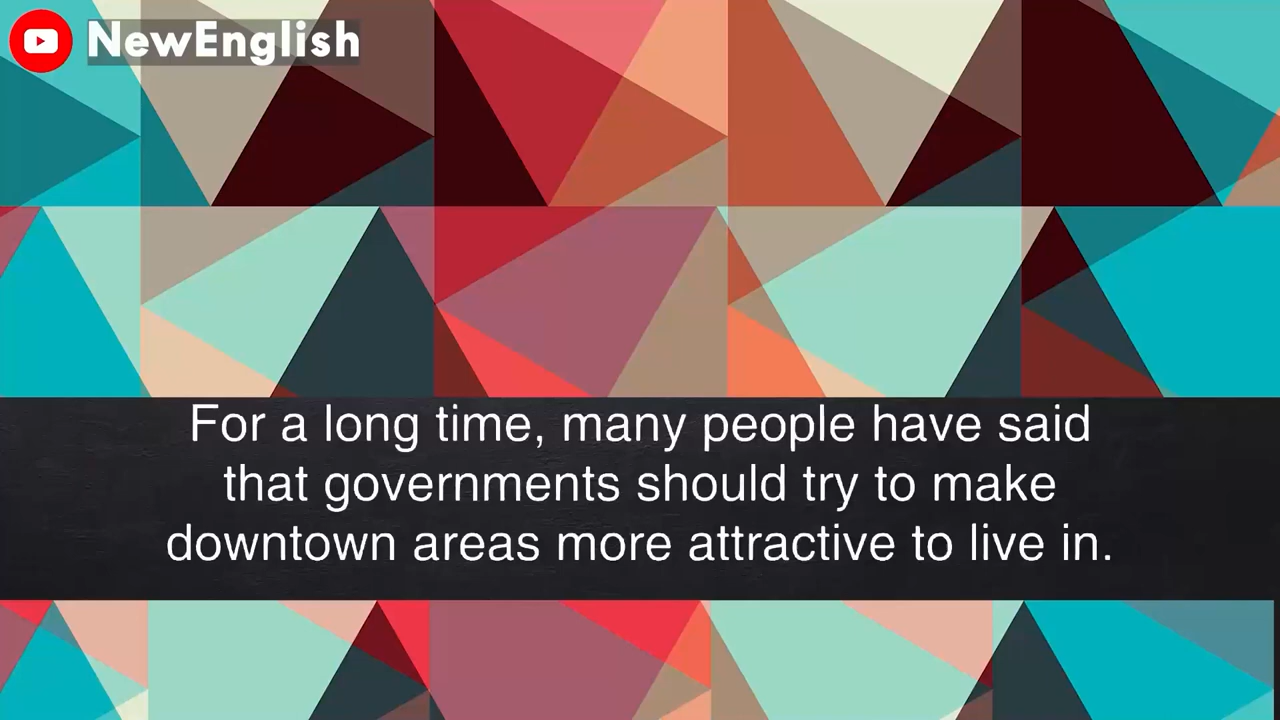 NewEnglish
For a long time, many people have said
that governments should try to make
downtown areas more attractive to live in.